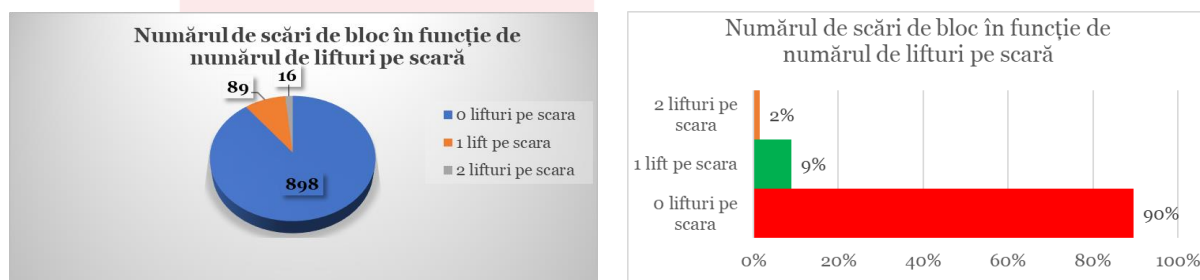 Numărul de scări de bloc în funcție de
numărul de lifturi pe scară
16
89
898
0 lifturi pe scara
1 lift pe scara
2 lifturi pe scara
Numărul de scări de bloc în funcție de
numărul de lifturi pe scară
2 lifturi pe
scara
2%
1 lift pe scara
9%
0 lifturi pe
scara
90%
0% 20% 40% 60% 80% 100%